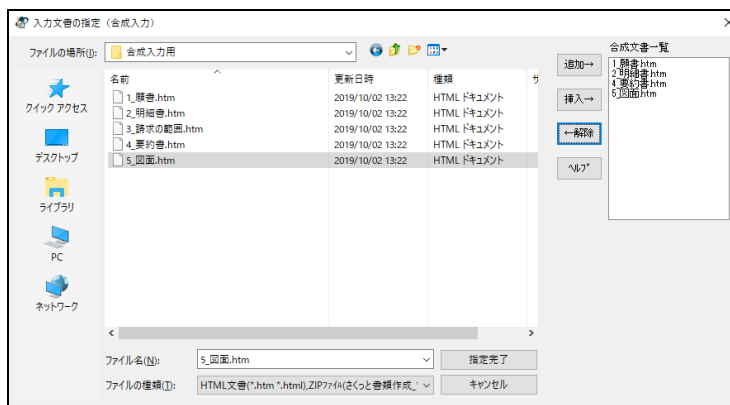 入力文書の指定（合成入力）
ファイルの場所(I):
合成入力用
クイック アクセス
デスクトップ
ライブラリ
PC
ネットワーク
名前 更新日時 種類 サ
1_願書.htm 2019/10/02 13:22 HTML ドキュメント
2_明細書.htm 2019/10/02 13:22 HTML ドキュメント
3_請求の範囲.htm 2019/10/02 13:22 HTML ドキュメント
4_要約書.htm 2019/10/02 13:22 HTML ドキュメント
5_図面.htm 2019/10/02 13:22 HTML ドキュメント
ファイル名(N): 5_図面.htm 指定完了
ファイルの種類(T): HTML文書(*.htm *.html),ZIPファイル(さくっと書類作成_ キャンセル
追加→
挿入→
←解除
ヘルプ
合成文書一覧
1_願書.htm
2_明細書.htm
4_要約書.htm
5_図面.htm